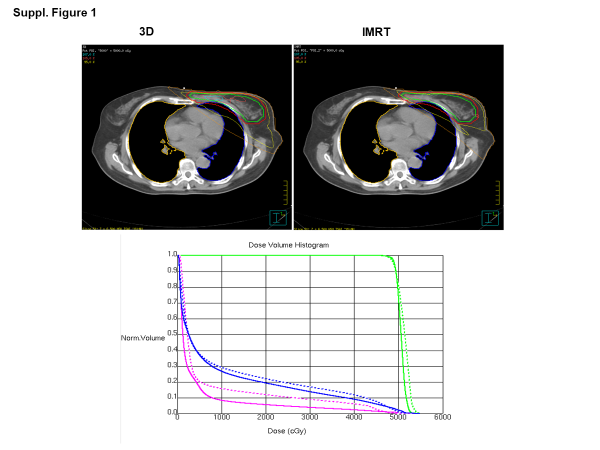 Suppl. Figure 1
3D
IMRT
Dose Volume Histogram
1.0
0.9
0.8
0.7
0.6
0.5
Norm.Volume
0.4
0.3
0.2
0.1
0.0
0 1000 2000 3000 4000 5000 6000
Dose (cGy)